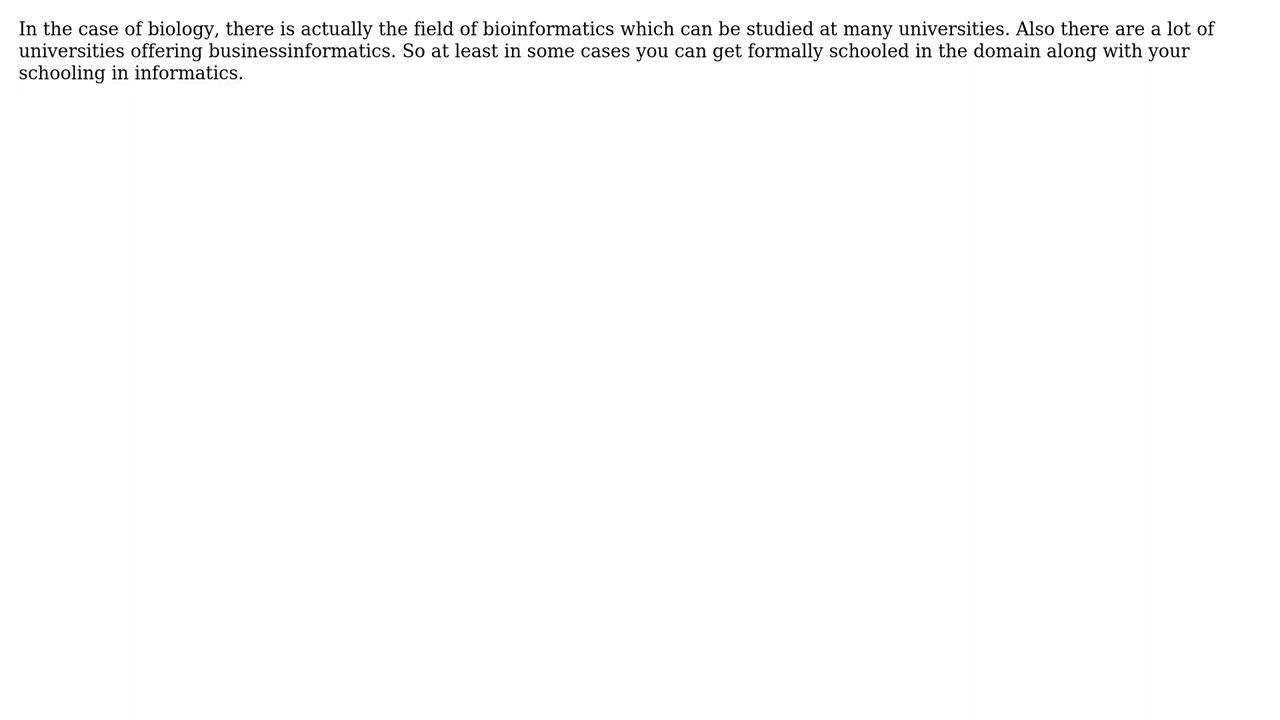 In the case of biology, there is actually the field of bioinformatics which can be studied at many universities. Also there are a lot of
universities offering businessinformatics. So at least in some cases you can get formally schooled in the domain along with your
schooling in informatics.